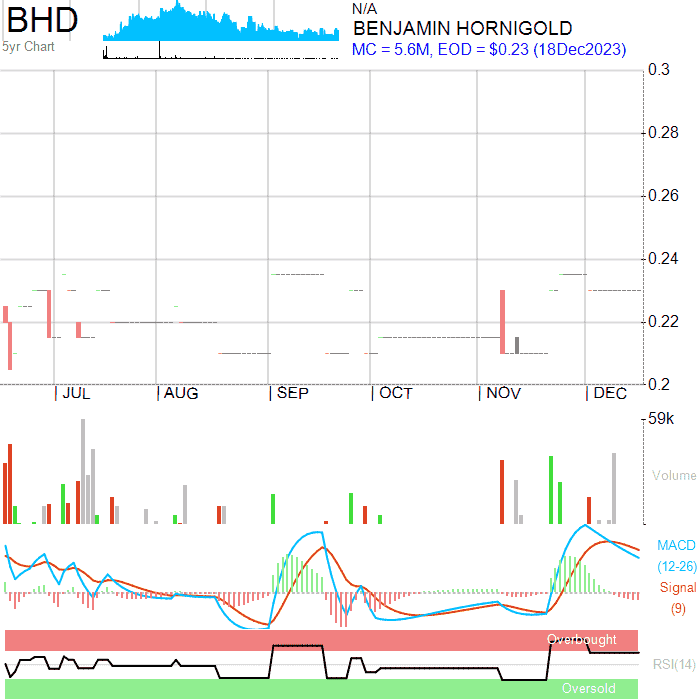 BHD
5yr Chart
N/A
BENJAMIN HORNIGOLD
MC = 5.6M, EOD = $0.23 (18Dec2023)
0.3
0.28
0.26
0.24
0.22
0.2
JUL AUG SEP OCT NOV DEC
59k
Volume
MACD
(12-26)
Signal
(9)
Overbought
RSI(14)
Oversold